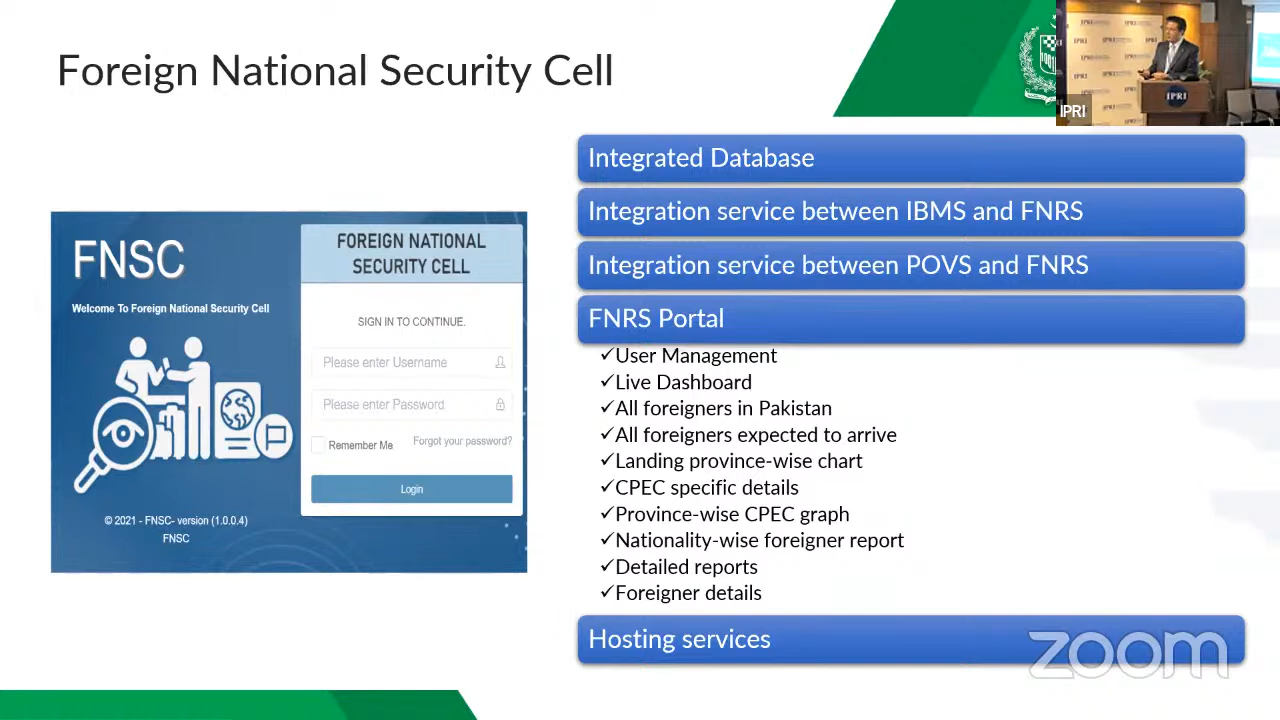 Foreign National Security Cell
IPRI
IPRI
Integrated Database
Integration service between IBMS and FNRS
Integration service between POVS and FNRS
FNRS Portal
✓User Management
✓Live Dashboard
✓All foreigners in Pakistan
✓All foreigners expected to arrive
✓Landing province-wise chart
✓CPEC specific details
✓Province-wise CPEC graph
✓Nationality-wise foreigner report
✓Detailed reports
✓Foreigner details
Hosting services
FNSC
Welcome To Foreign National Security Cell
© 2021 - FNSC- version (1.0.0.4)
FNSC
FOREIGN NATIONAL
SECURITY CELL
SIGN IN TO CONTINUE.
Please enter Username
Please enter Password
Remember Me
Forgot your password?
Login
zoom